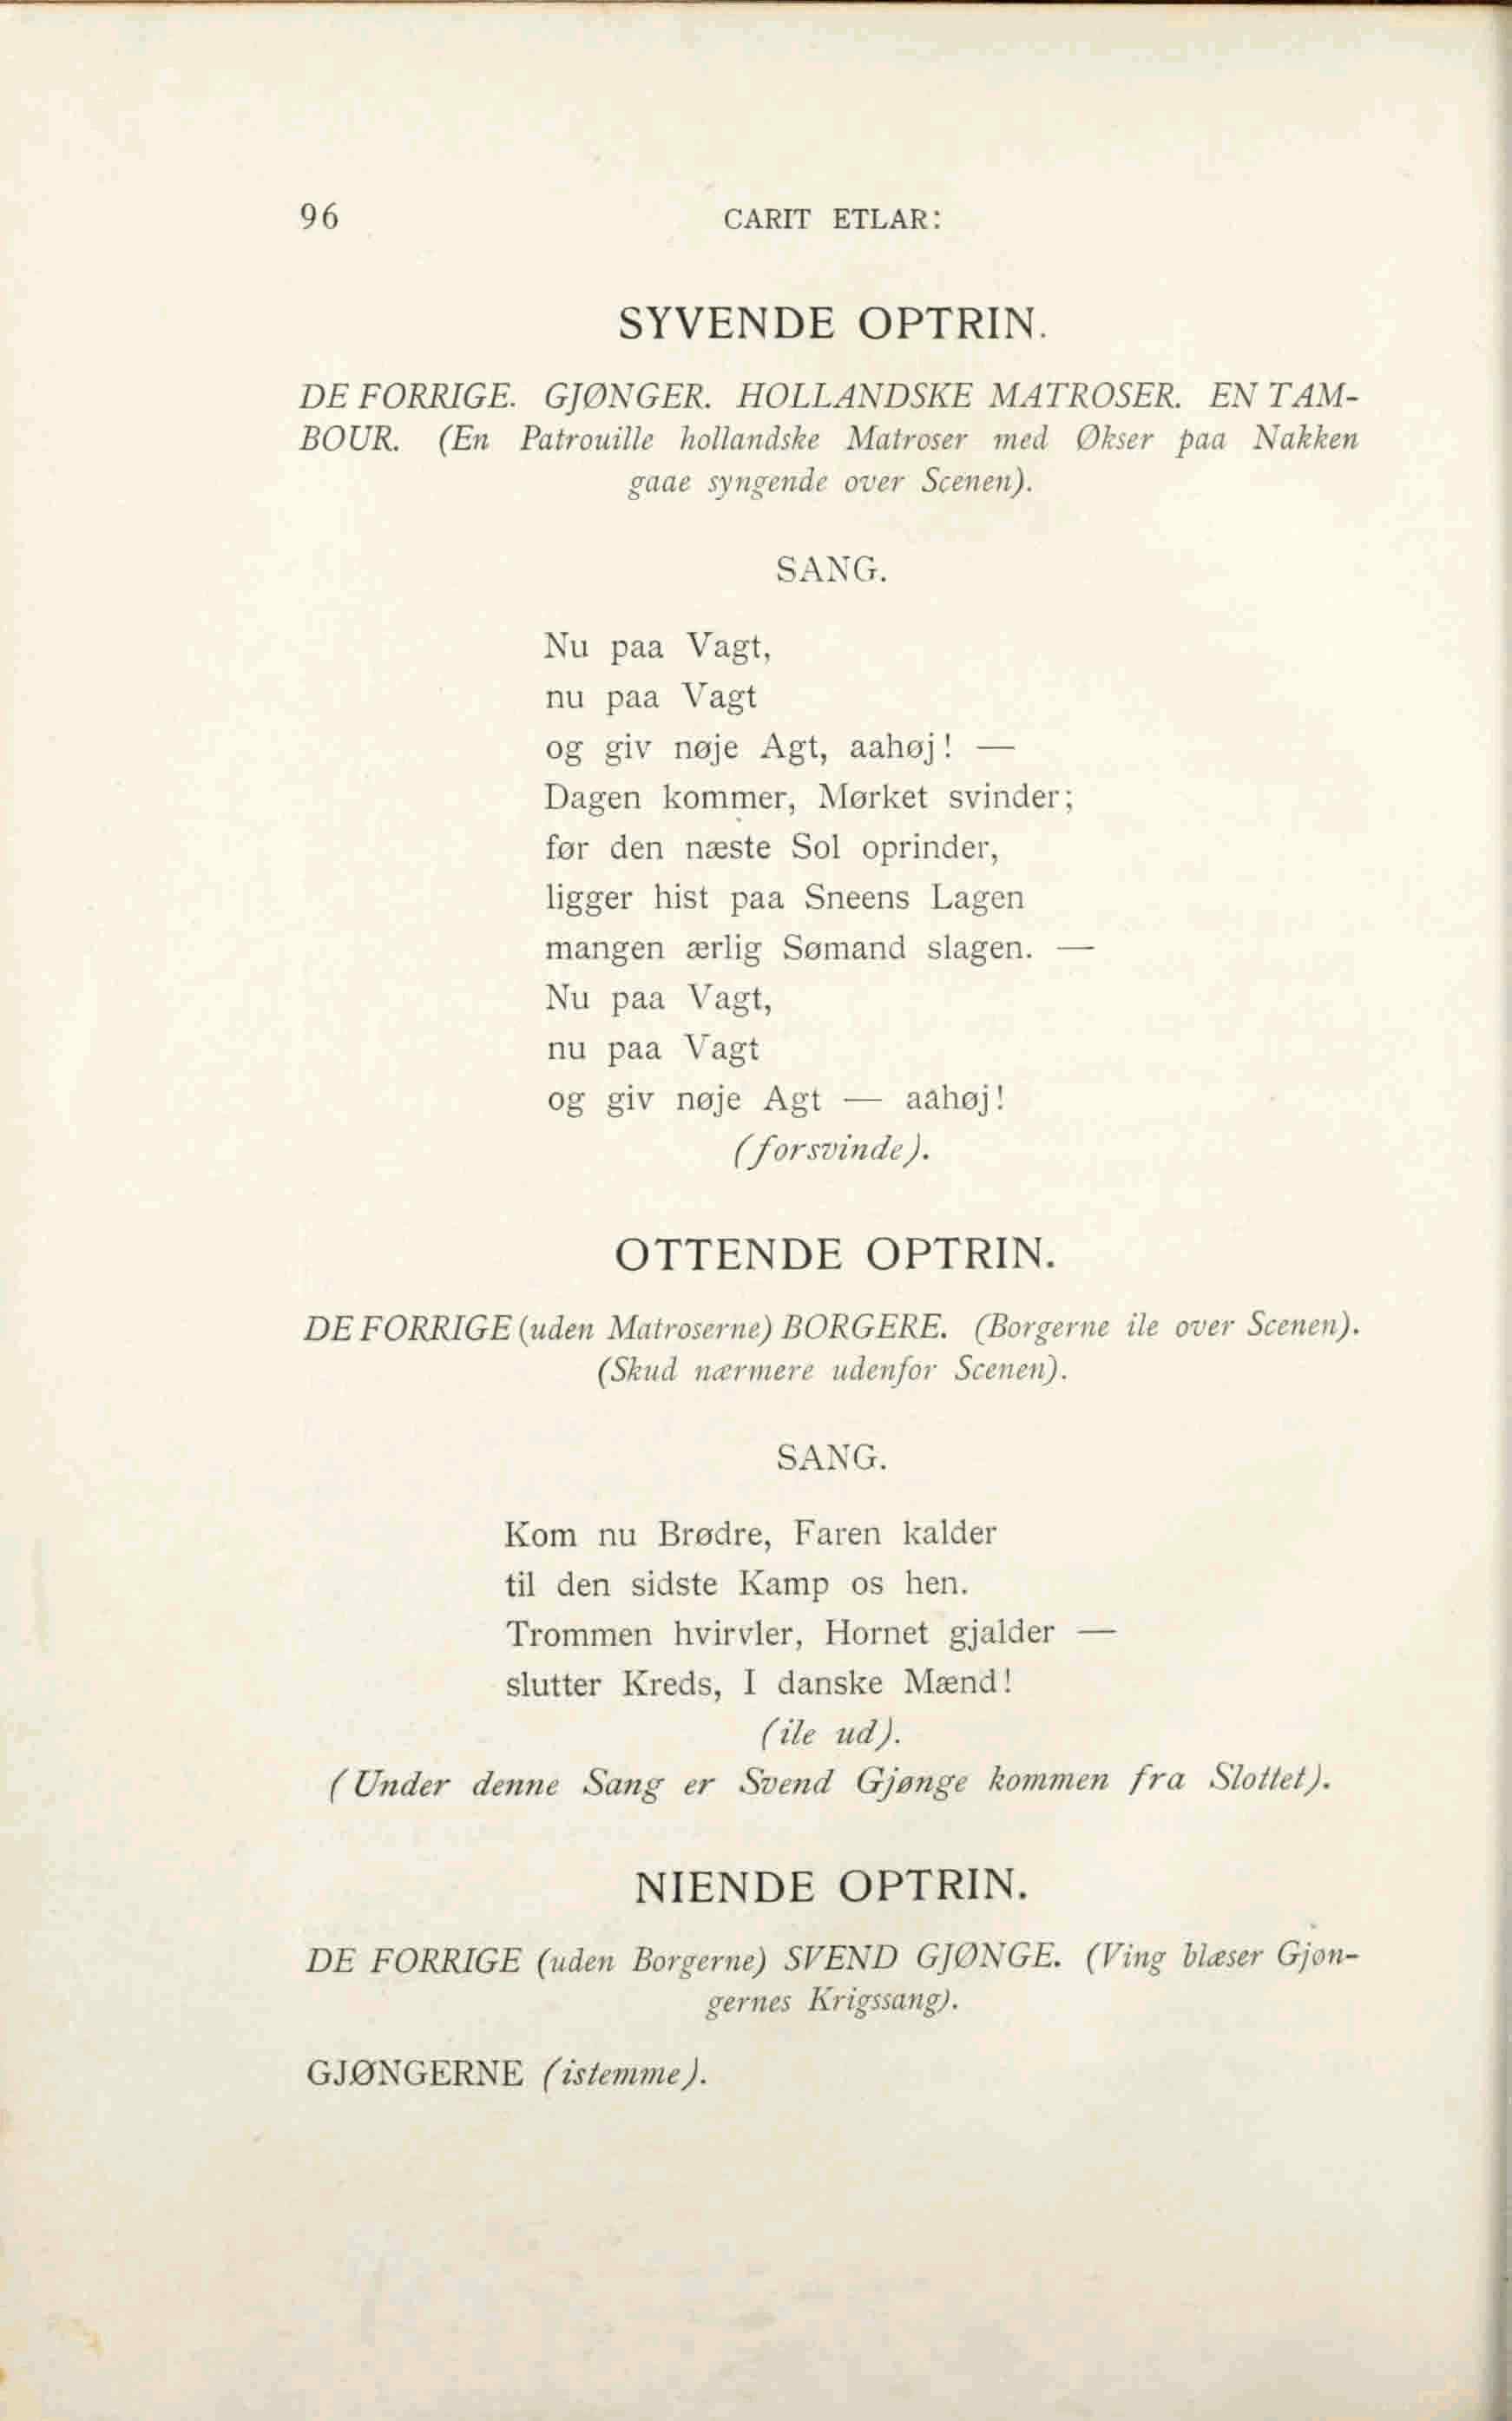 96 CARIT ETLAR:
SYVENDE OPTRIN.
DE FORRIGE. GJØNGER. HOLLANDSKE MATROSER. EN TAM-
BOUR. (En Patrouille hollandske Matroser med Økser paa Nakken
gaae syngende over Scenen).
SANG.
Nu paa Vagt,
nu paa Vagt
og giv nøje Agt, aahøj! —
Dagen kommer, Mørket svinder;
før den næste Sol oprinder,
ligger hist paa Sneens Lagen
mangen ærlig Sømand slagen. —
Nu paa Vagt,
nu paa Vagt
og giv nøje Agt — aahøj!
(forsvinde).
OTTENDE OPTRIN.
DE FORRIGE (uden Matroserne) BORGERE. (Borgerne ile over Scenen).
(Skud nærmere udenfor Scenen).
SANG.
Kom nu Brødre, Faren kalder
til den sidste Kamp os hen.
Trommen hvirvler, Hornet gjalder —
slutter Kreds, I danske Mænd!
(ile ud).
(Under denne Sang er Svend Gjønge kommen fra Slottet).
NIENDE OPTRIN.
DE FORRIGE (uden Borgerne) SVEND GJØNGE. (Ving blæser Gjøn-
gernes Krigssang).
GJØNGERNE (istemme).